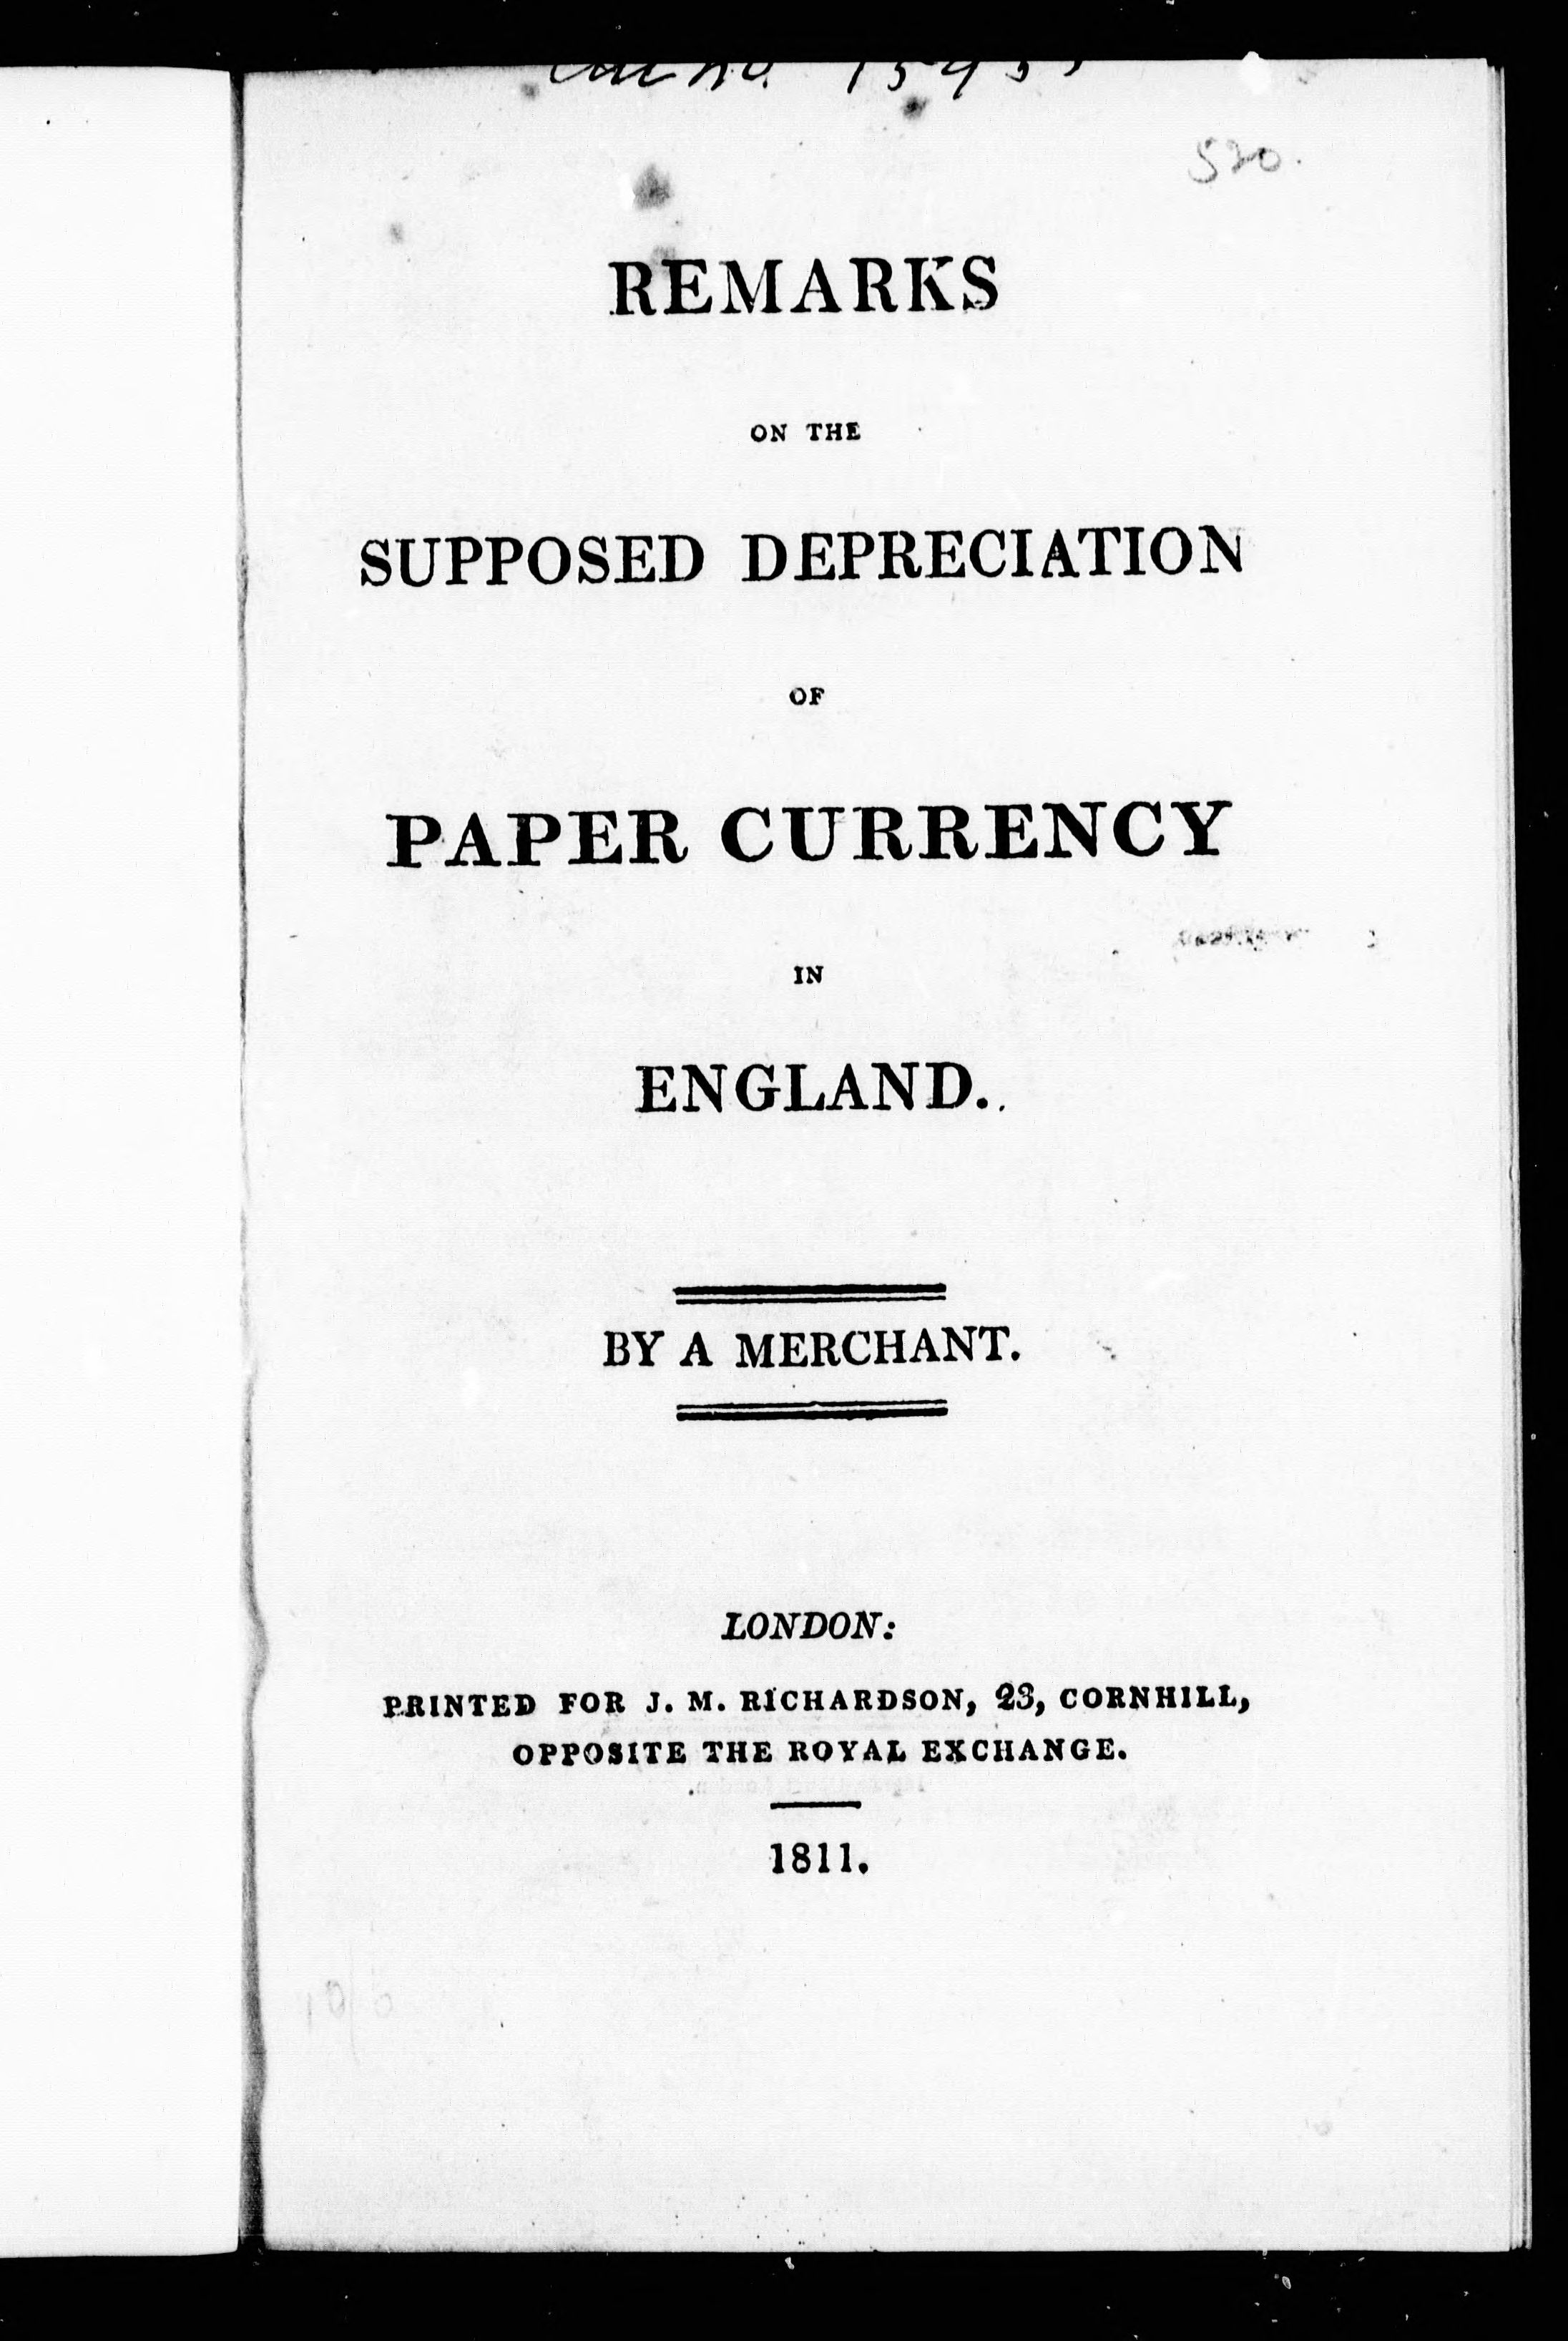 520.
REMARKS
ON THE
SUPPOSED DEPRECIATION
OF
PAPER CURRENCY
IN
ENGLAND.
BY A MERCHANT.
LONDON:
PRINTED FOR J. M. RICHARDSON, 23, CORNHILL,
OPPOSITE THE ROYAL EXCHANGE.
1811.